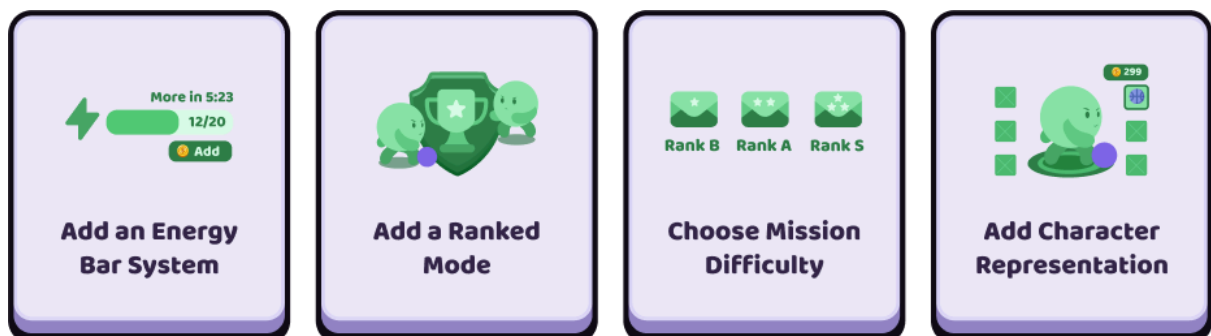 More in 5:23
12/20
Add
Add an Energy
Bar System
Add a Ranked
Mode
Rank B Rank A Rank S
Choose Mission
Difficulty
299
Add Character
Representation